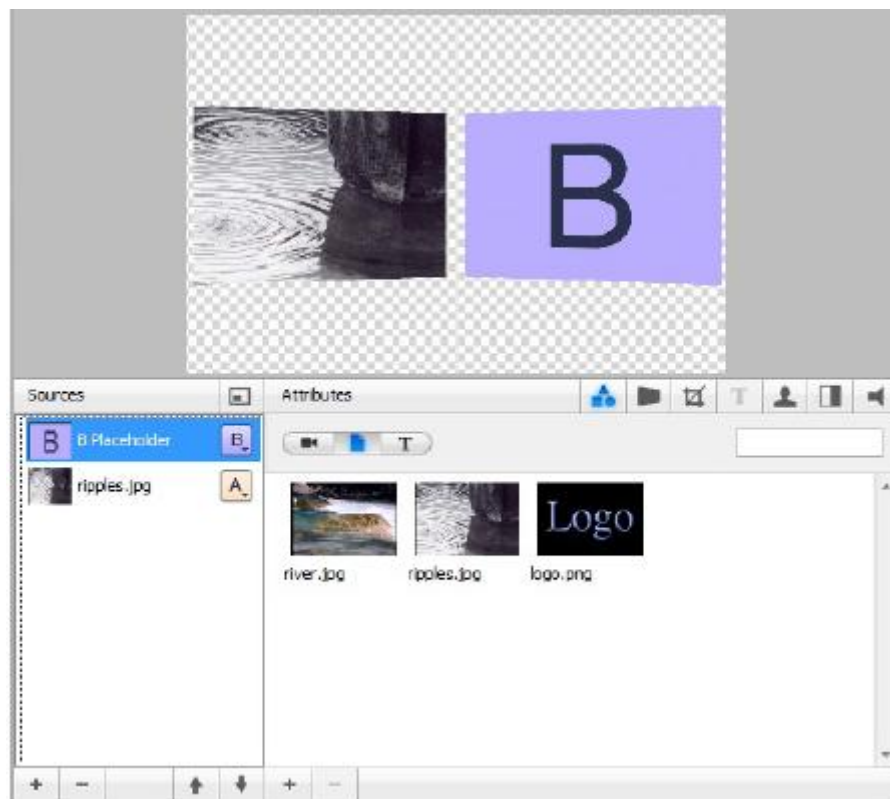 B
Sources
Attributes
T
B
B Placeholder
B
T
ripples.jpg
A
Logo
river.jpg
ripples.jpg
logo.png